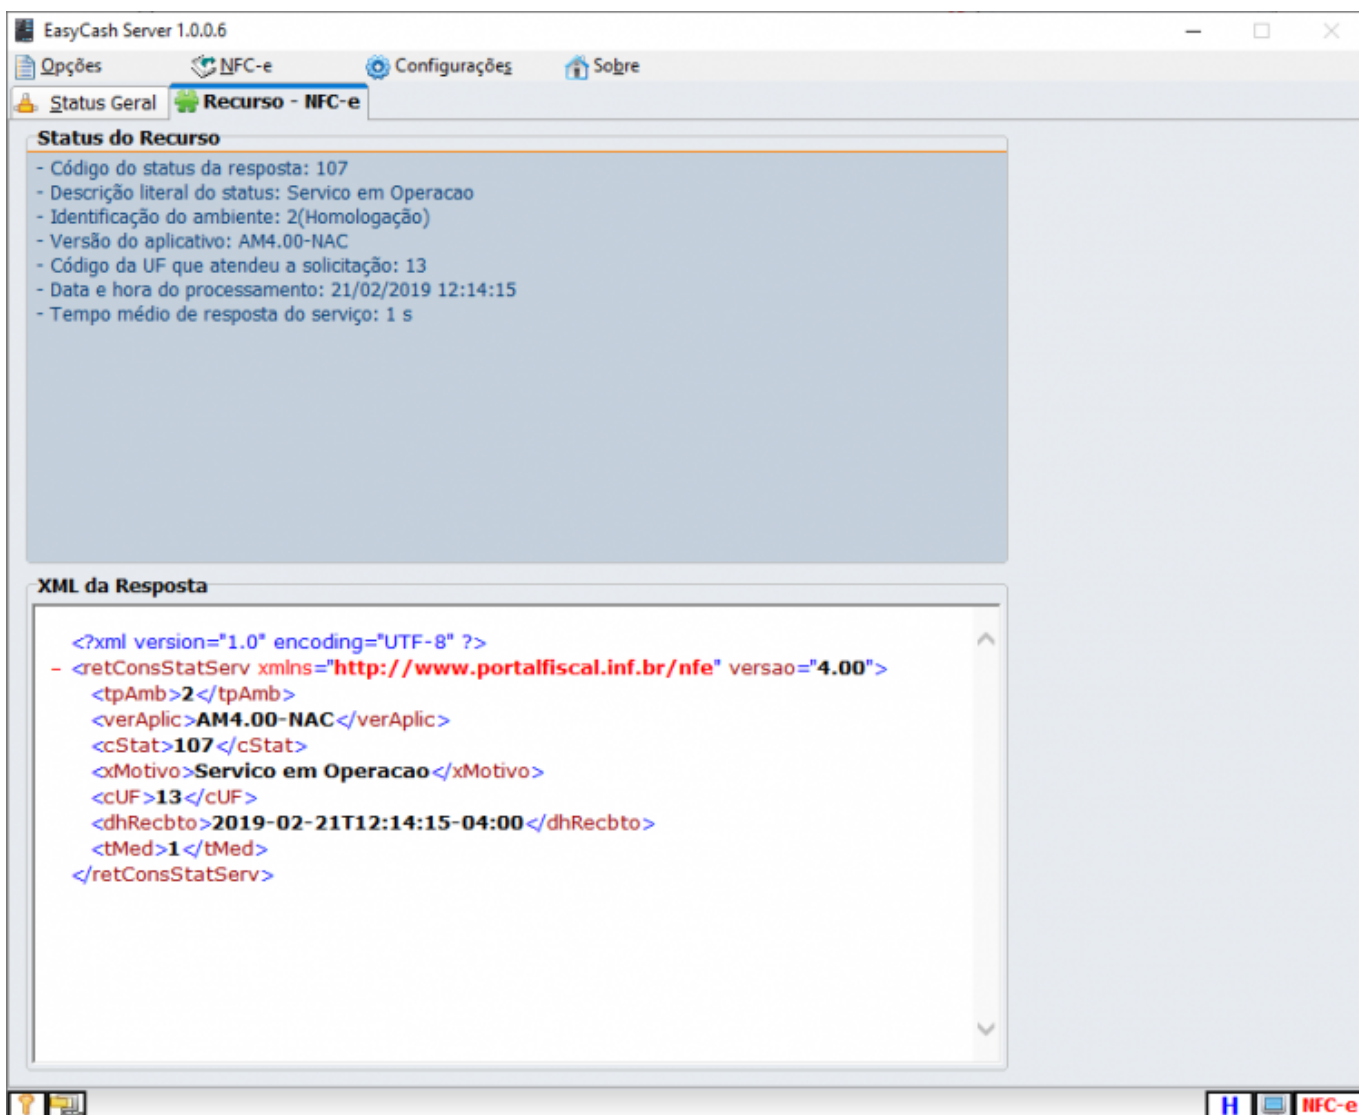 EasyCash Server 1.0.0.6
Opções NFC-e Configurações Sobre
Status Geral Recurso - NFC-e
Status do Recurso
- Código do status da resposta: 107
- Descrição literal do status: Servico em Operacao
- Identificação do ambiente: 2(Homologação)
- Versão do aplicativo: AM4.00-NAC
- Código da UF que atendeu a solicitação: 13
- Data e hora do processamento: 21/02/2019 12:14:15
- Tempo médio de resposta do serviço: 1 s
XML da Resposta
<?xml version="1.0" encoding="UTF-8" ?>
- <retConsStatServ xmlns="http://www.portalfiscal.inf.br/nfe" versao="4.00">
<tpAmb>2</tpAmb>
<verAplic>AM4.00-NAC</verAplic>
<cStat>107</cStat>
<xMotivo>Servico em Operacao</xMotivo>
<cUF>13</cUF>
<dhRecbto>2019-02-21T12:14:15-04:00</dhRecbto>
<tMed>1</tMed>
</retConsStatServ>
H NFC-e